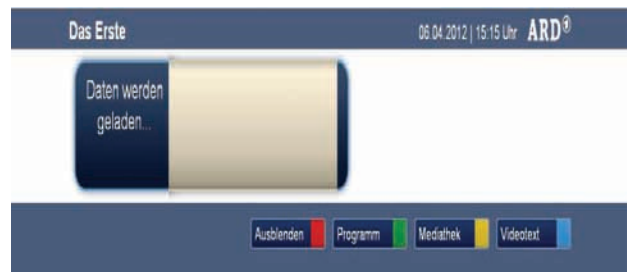 Das Erste
06.04.2012 | 15:15 Uhr ARD
Daten werden
geladen...
Ausblenden Programm Mediathek Videotext